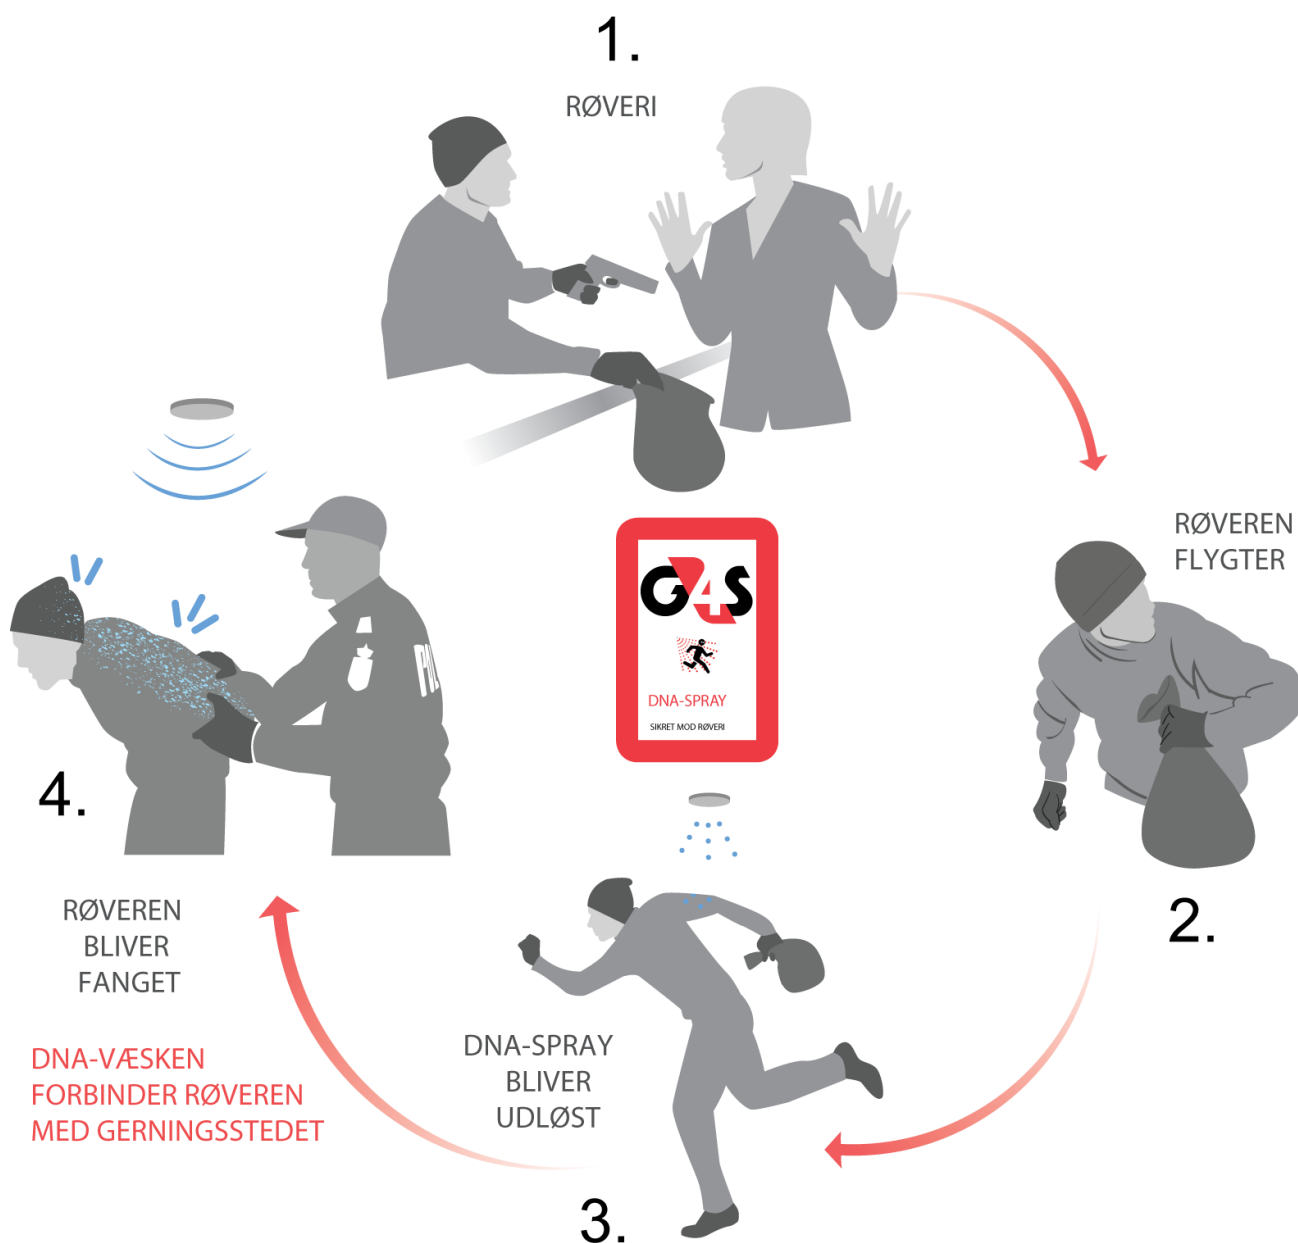 1.
RØVERI
RØVEREN
FLYGTER
2.
G4S
DNA-SPRAY
SIKRET MOD RØVERI
DNA-SPRAY
BLIVER
UDLØST
3.
4.
RØVEREN
BLIVER
FANGET
DNA-VÆSKEN
FORBINDER RØVEREN
MED GERNINGSSTEDET